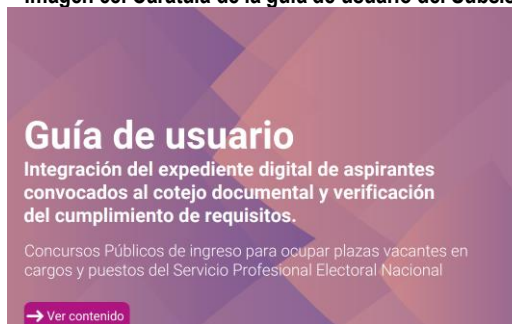 Guía de usuario
Integración del expediente digital de aspirantes
convocados al cotejo documental y verificación
del cumplimiento de requisitos.
Concursos Públicos de ingreso para ocupar plazas vacantes en
cargos y puestos del Servicio Profesional Electoral Nacional
→ Ver contenido